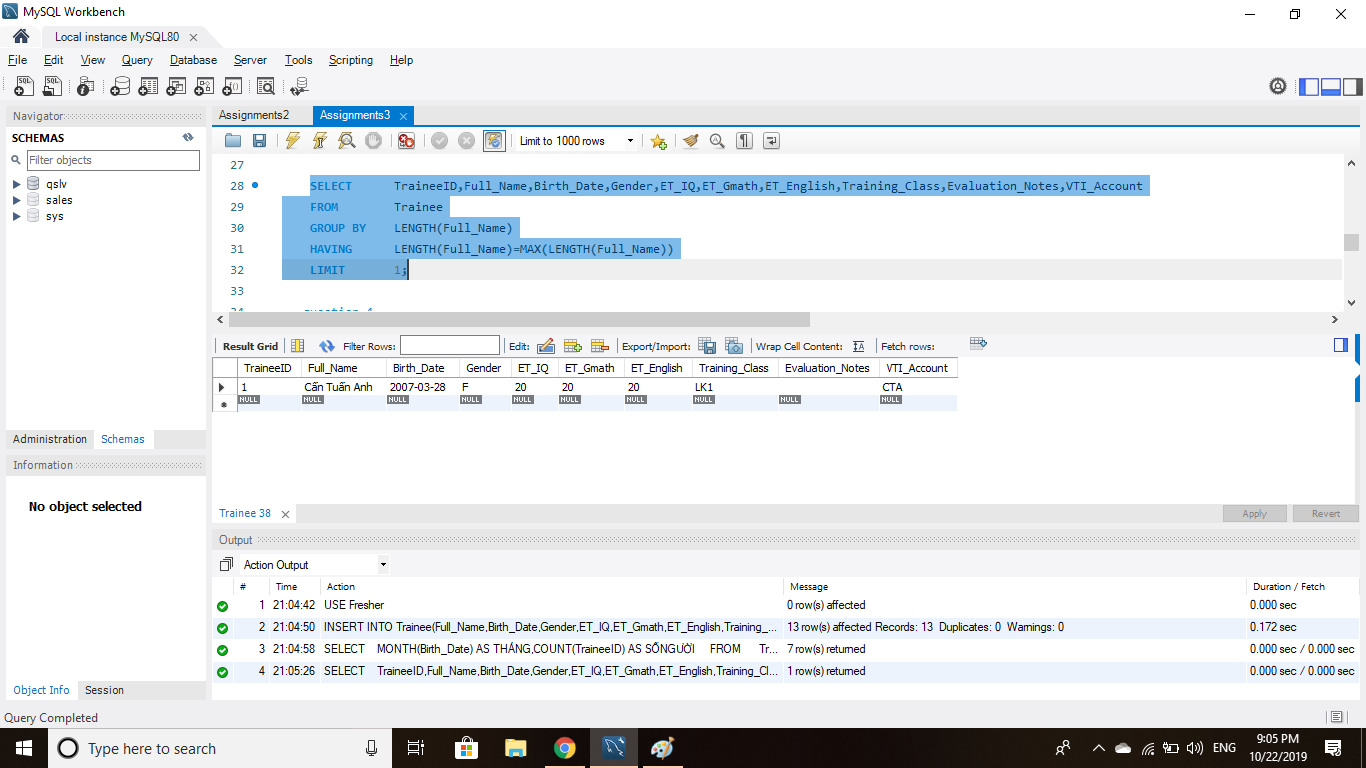 MySQL Workbench
Local instance MySQL80
File Edit View Query Database Server Tools Scripting Help
Navigator
SCHEMAS
Filter objects
qslv
sales
sys
Administration Schemas
Information
No object selected
Object Info Session
Assignments2 Assignments3
Limit to 1000 rows
27
28 SELECT TraineeID,Full_Name,Birth_Date,Gender,ET_IQ,ET_Gmath,ET_English,Training_Class,Evaluation_Notes,VTI_Account
29 FROM Trainee
30 GROUP BY LENGTH(Full_Name)
31 HAVING LENGTH(Full_Name)=MAX(LENGTH(Full_Name))
32 LIMIT 1;
33
Result Grid Filter Rows: Edit: Export/Import: Wrap Cell Content: Fetch rows:
TraineeID Full_Name Birth_Date Gender ET_IQ ET_Gmath ET_English Training_Class Evaluation_Notes VTI_Account
1 Cấn Tuấn Anh 2007-03-28 F 20 20 20 LK1 CTA
NULL NULL NULL NULL NULL NULL NULL NULL NULL NULL
Trainee 38
Apply Revert
Output
Action Output
# Time Action Message Duration / Fetch
1 21:04:42 USE Fresher 0 row(s) affected 0.000 sec
2 21:04:50 INSERT INTO Trainee(Full_Name,Birth_Date,Gender,ET_IQ,ET_Gmath,ET_English,Training_... 13 row(s) affected Records: 13 Duplicates: 0 Warnings: 0 0.172 sec
3 21:04:58 SELECT MONTH(Birth_Date) AS THÁNG,COUNT(TraineeID) AS SỐNGƯỜI FROM Tr... 7 row(s) returned 0.000 sec / 0.000 sec
4 21:05:26 SELECT TraineeID,Full_Name,Birth_Date,Gender,ET_IQ,ET_Gmath,ET_English,Training_Cl... 1 row(s) returned 0.000 sec / 0.000 sec
Query Completed
Type here to search
ENG
9:05 PM
10/22/2019